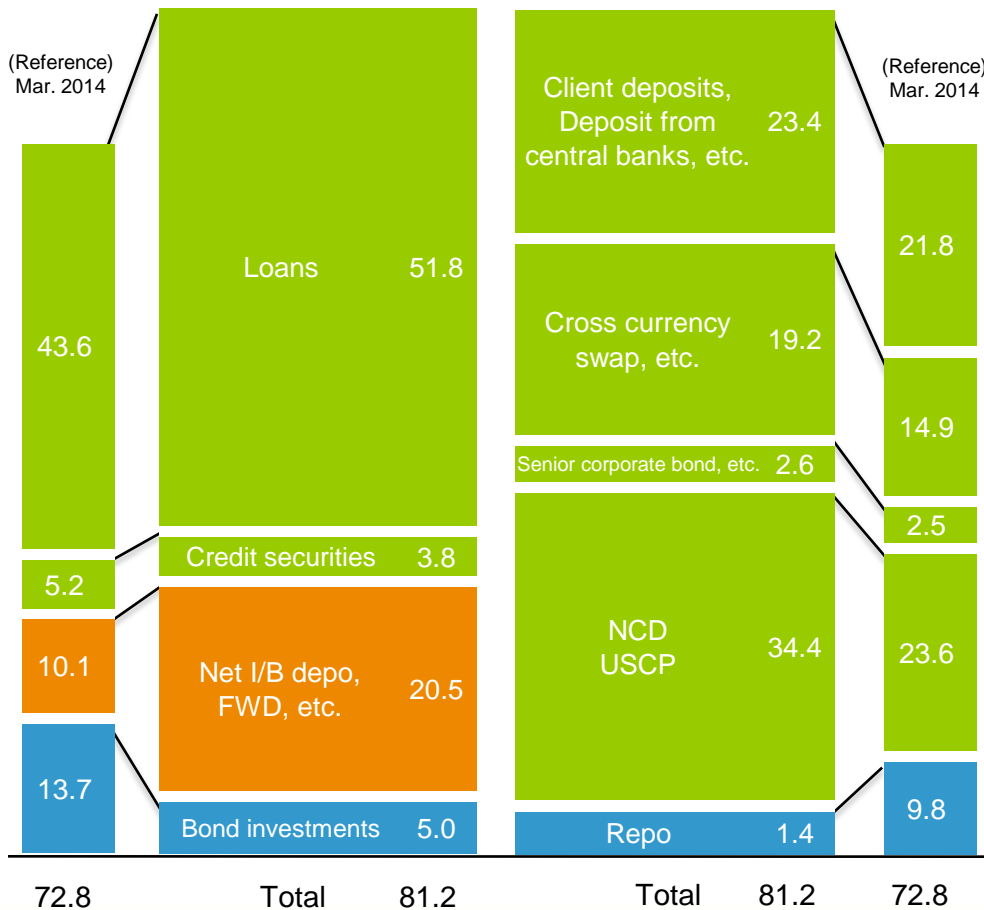 (Reference)
Mar. 2014
43.6
5.2
10.1
13.7
72.8
Loans 51.8
Credit securities 3.8
Net I/B depo,
FWD, etc.
20.5
Bond investments 5.0
Total 81.2
Client deposits,
Deposit from
central banks, etc.
23.4
Cross currency
swap, etc.
19.2
Senior corporate bond, etc. 2.6
NCD
USCP
34.4
Repo 1.4
Total 81.2
(Reference)
Mar. 2014
21.8
14.9
2.5
23.6
9.8
72.8